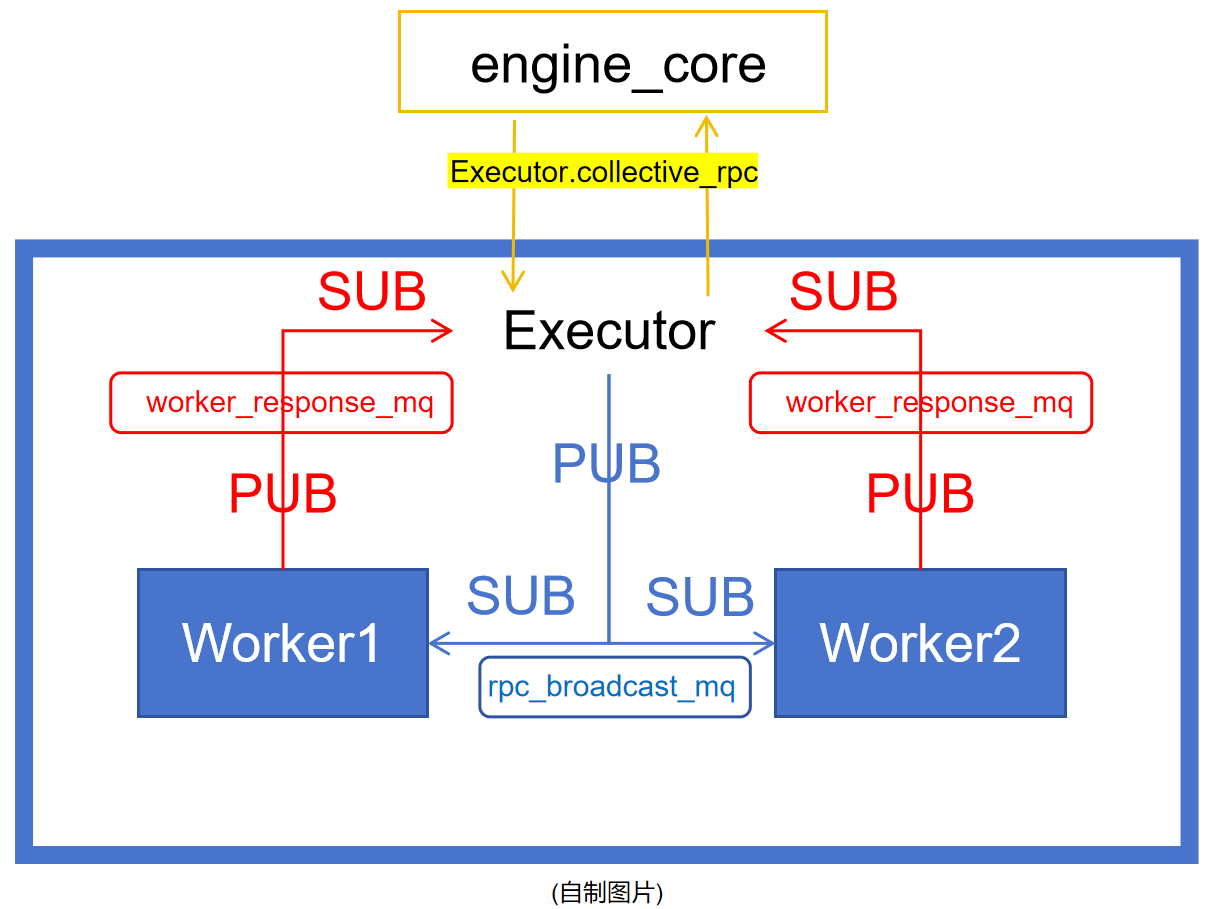 engine_core
Executor.collective_rpc
SUB
SUB
Executor
worker_response_mq
worker_response_mq
PUB
PUB
PUB
SUB
SUB
Worker1
Worker2
rpc_broadcast_mq
(自制图片)